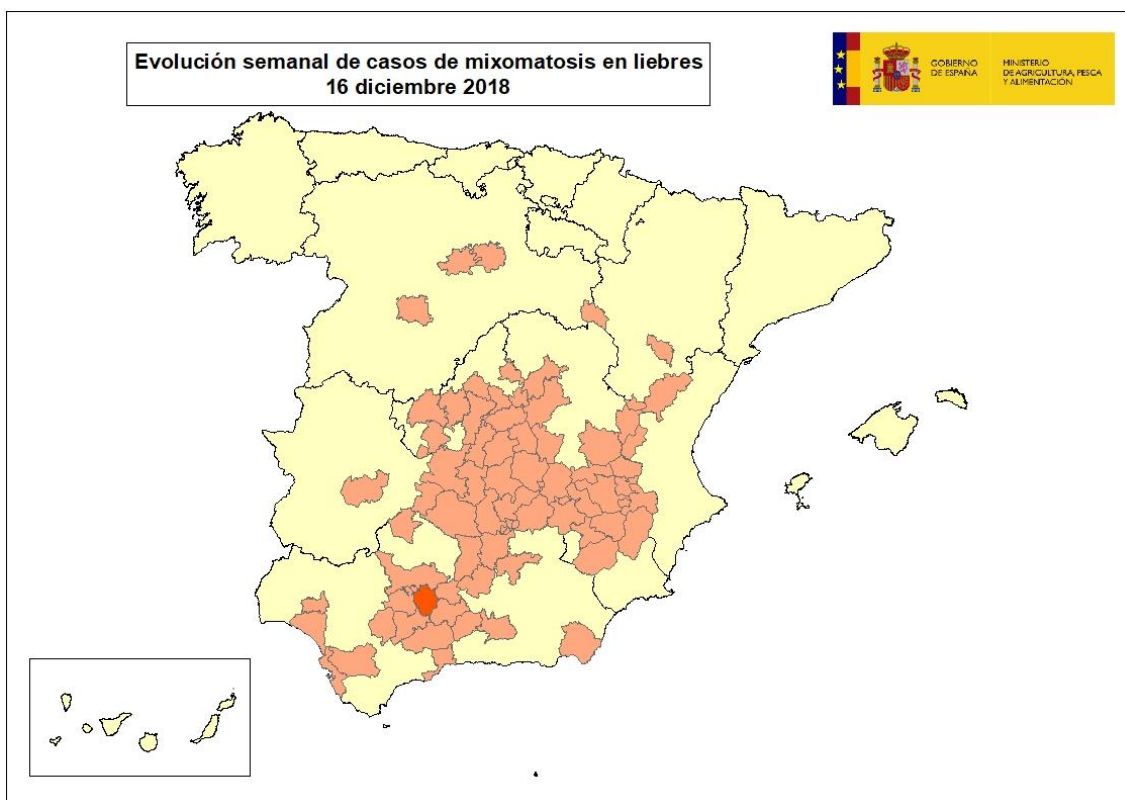 Evolución semanal de casos de mixomatosis en liebres
16 diciembre 2018
GOBIERNO
DE ESPAÑA
MINISTERIO
DE AGRICULTURA, PESCA
Y ALIMENTACIÓN